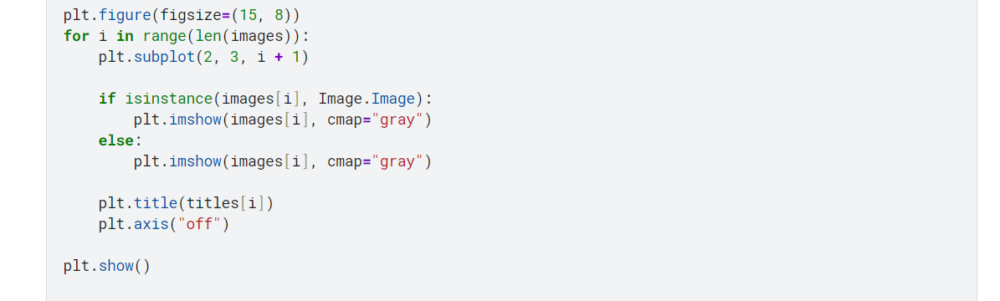 plt.figure(figsize=(15, 8))
for i in range(len(images)):
    plt.subplot(2, 3, i + 1)

    if isinstance(images[i], Image.Image):
        plt.imshow(images[i], cmap="gray")
    else:
        plt.imshow(images[i], cmap="gray")

    plt.title(titles[i])
    plt.axis("off")

plt.show()